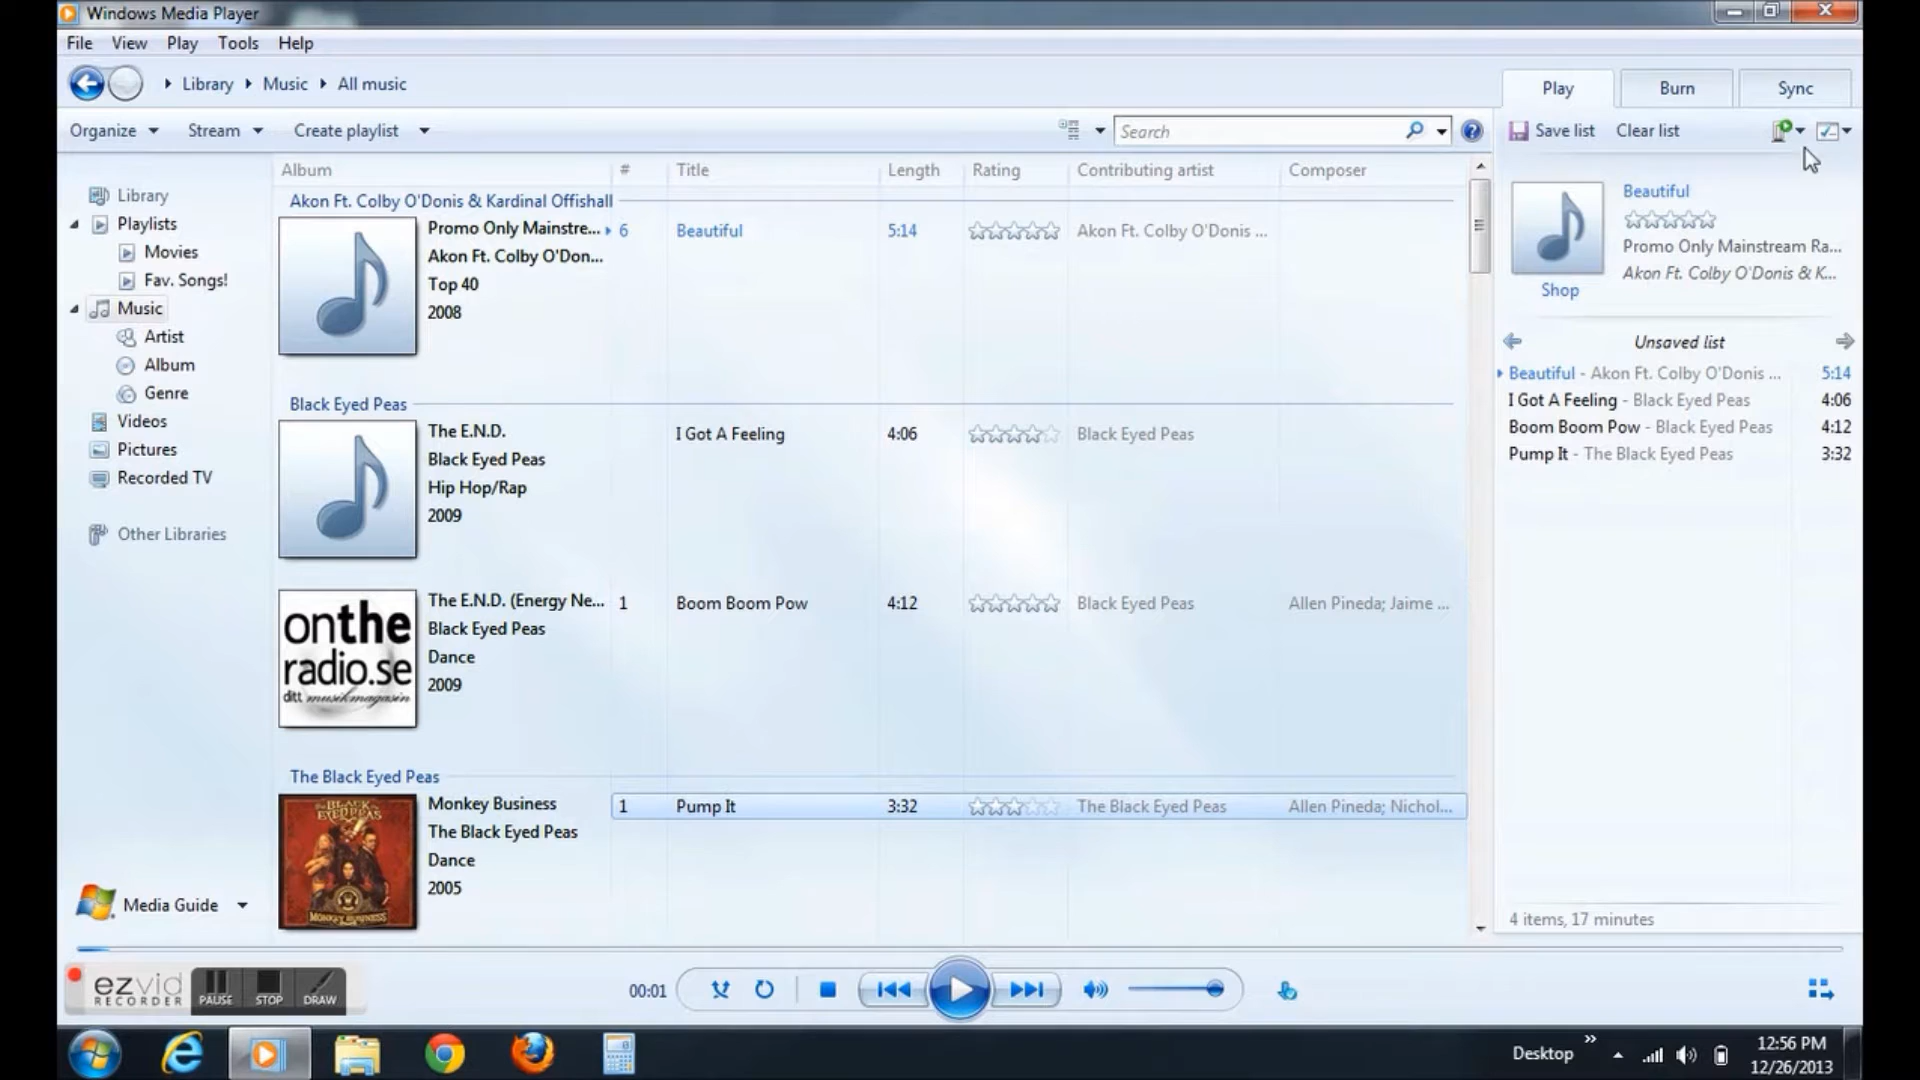 Windows Media Player
File View Play Tools Help
Library Music All music
Play Burn Sync
Organize Stream Create playlist
Search
Save list Clear list
Album # Title Length Rating Contributing artist Composer
Library
Playlists
Movies
Fav. Songs!
Music
Artist
Album
Genre
Videos
Pictures
Recorded TV
Other Libraries
Media Guide
Akon Ft. Colby O'Donis & Kardinal Offishall
Promo Only Mainstre... 6 Beautiful 5:14 Akon Ft. Colby O'Donis ...
Akon Ft. Colby O'Don...
Top 40
2008
Black Eyed Peas
The E.N.D. I Got A Feeling 4:06 Black Eyed Peas
Black Eyed Peas
Hip Hop/Rap
2009
The E.N.D. (Energy Ne... 1 Boom Boom Pow 4:12 Black Eyed Peas Allen Pineda; Jaime ...
Black Eyed Peas
Dance
2009
onthe
radio.se
ditt musikmagasin
The Black Eyed Peas
Monkey Business 1 Pump It 3:32 The Black Eyed Peas Allen Pineda; Nichol...
The Black Eyed Peas
Dance
2005
BLACK
EYED PEAS
MONKEY BUSINESS
Beautiful
Promo Only Mainstream Ra...
Akon Ft. Colby O'Donis & K...
Shop
Unsaved list
Beautiful - Akon Ft. Colby O'Donis ... 5:14
I Got A Feeling - Black Eyed Peas 4:06
Boom Boom Pow - Black Eyed Peas 4:12
Pump It - The Black Eyed Peas 3:32
4 items, 17 minutes
ezvid
RECORDER
PAUSE STOP DRAW
00:01
Desktop
12:56 PM
12/26/2013